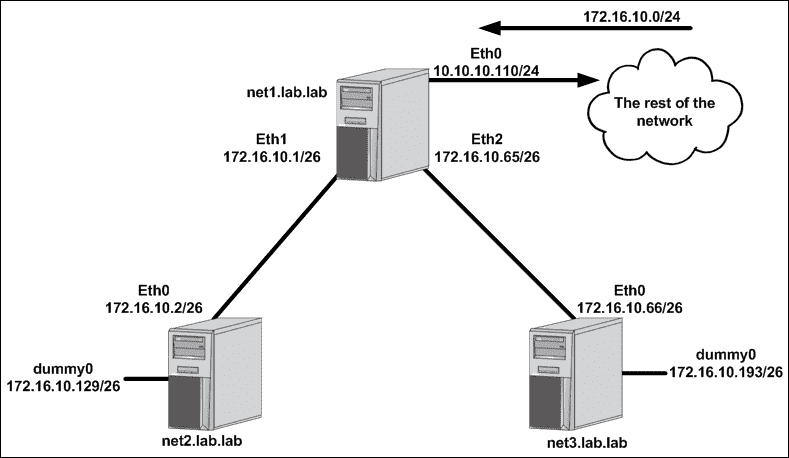 172.16.10.0/24
Eth0
10.10.10.110/24
net1.lab.lab
The rest of the
network
Eth1
172.16.10.1/26
Eth2
172.16.10.65/26
Eth0
172.16.10.2/26
Eth0
172.16.10.66/26
dummy0
172.16.10.129/26
dummy0
172.16.10.193/26
net2.lab.lab
net3.lab.lab